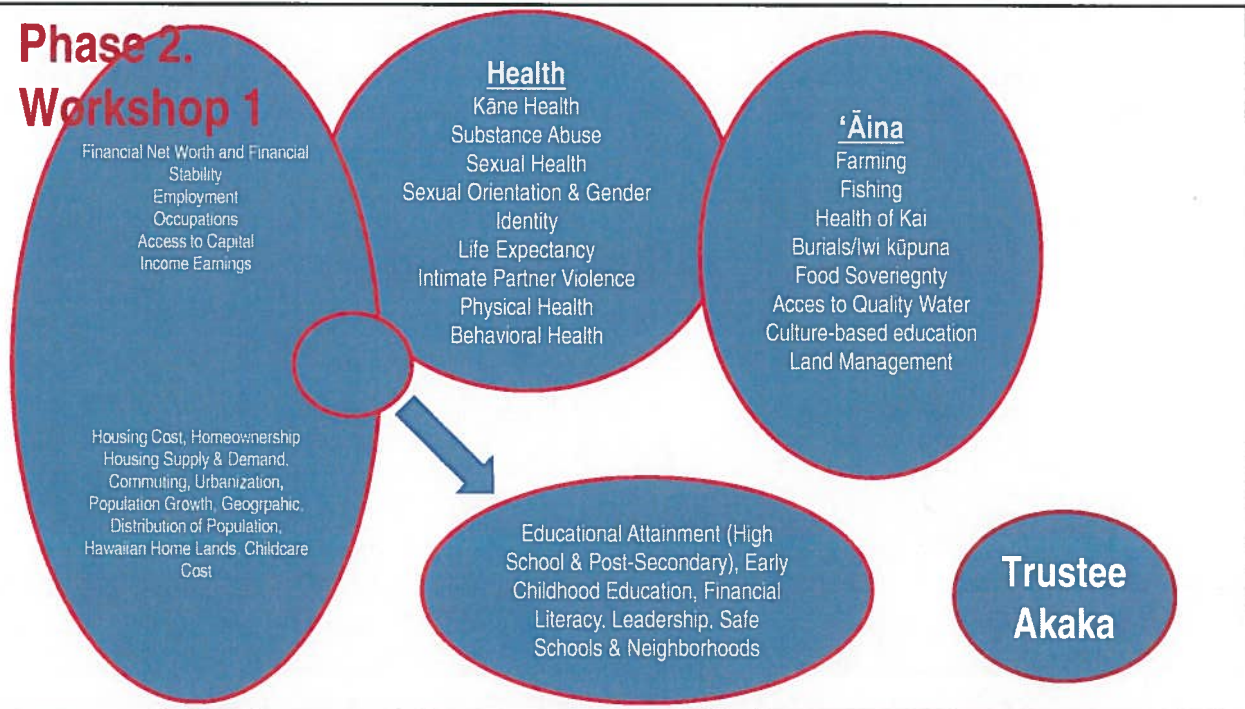 Phase 2.
Workshop 1
Financial Net Worth and Financial
Stability
Employment
Occupations
Access to Capital
Income Earnings
Housing Cost, Homeownership
Housing Supply & Demand,
Commuting, Urbanization,
Population Growth, Geogrpahic,
Distribution of Population,
Hawaiian Home Lands, Childcare
Cost
Health
Kāne Health
Substance Abuse
Sexual Health
Sexual Orientation & Gender
Identity
Life Expectancy
Intimate Partner Violence
Physical Health
Behavioral Health
ʻĀina
Farming
Fishing
Health of Kai
Burials/Iwi kūpuna
Food Soveriegnty
Acces to Quality Water
Culture-based education
Land Management
Educational Attainment (High
School & Post-Secondary), Early
Childhood Education, Financial
Literacy, Leadership, Safe
Schools & Neighborhoods
Trustee
Akaka